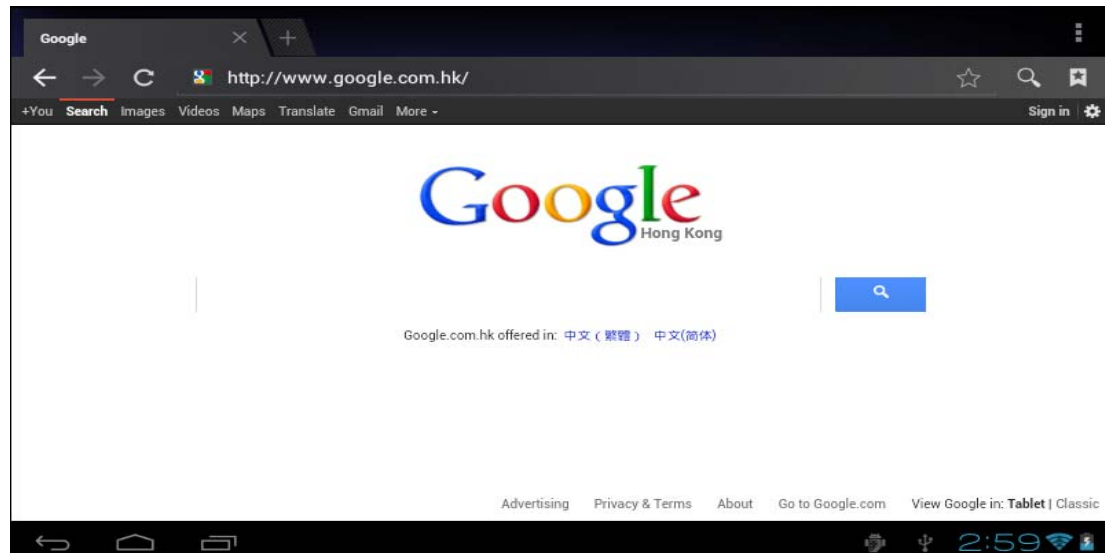 Google
http://www.google.com.hk/
+You Search Images Videos Maps Translate Gmail More Sign in
Google
Hong Kong
Google.com.hk offered in: 中文 ( 繁體 ) 中文(简体)
Advertising Privacy & Terms About Go to Google.com View Google in: Tablet | Classic
2:59